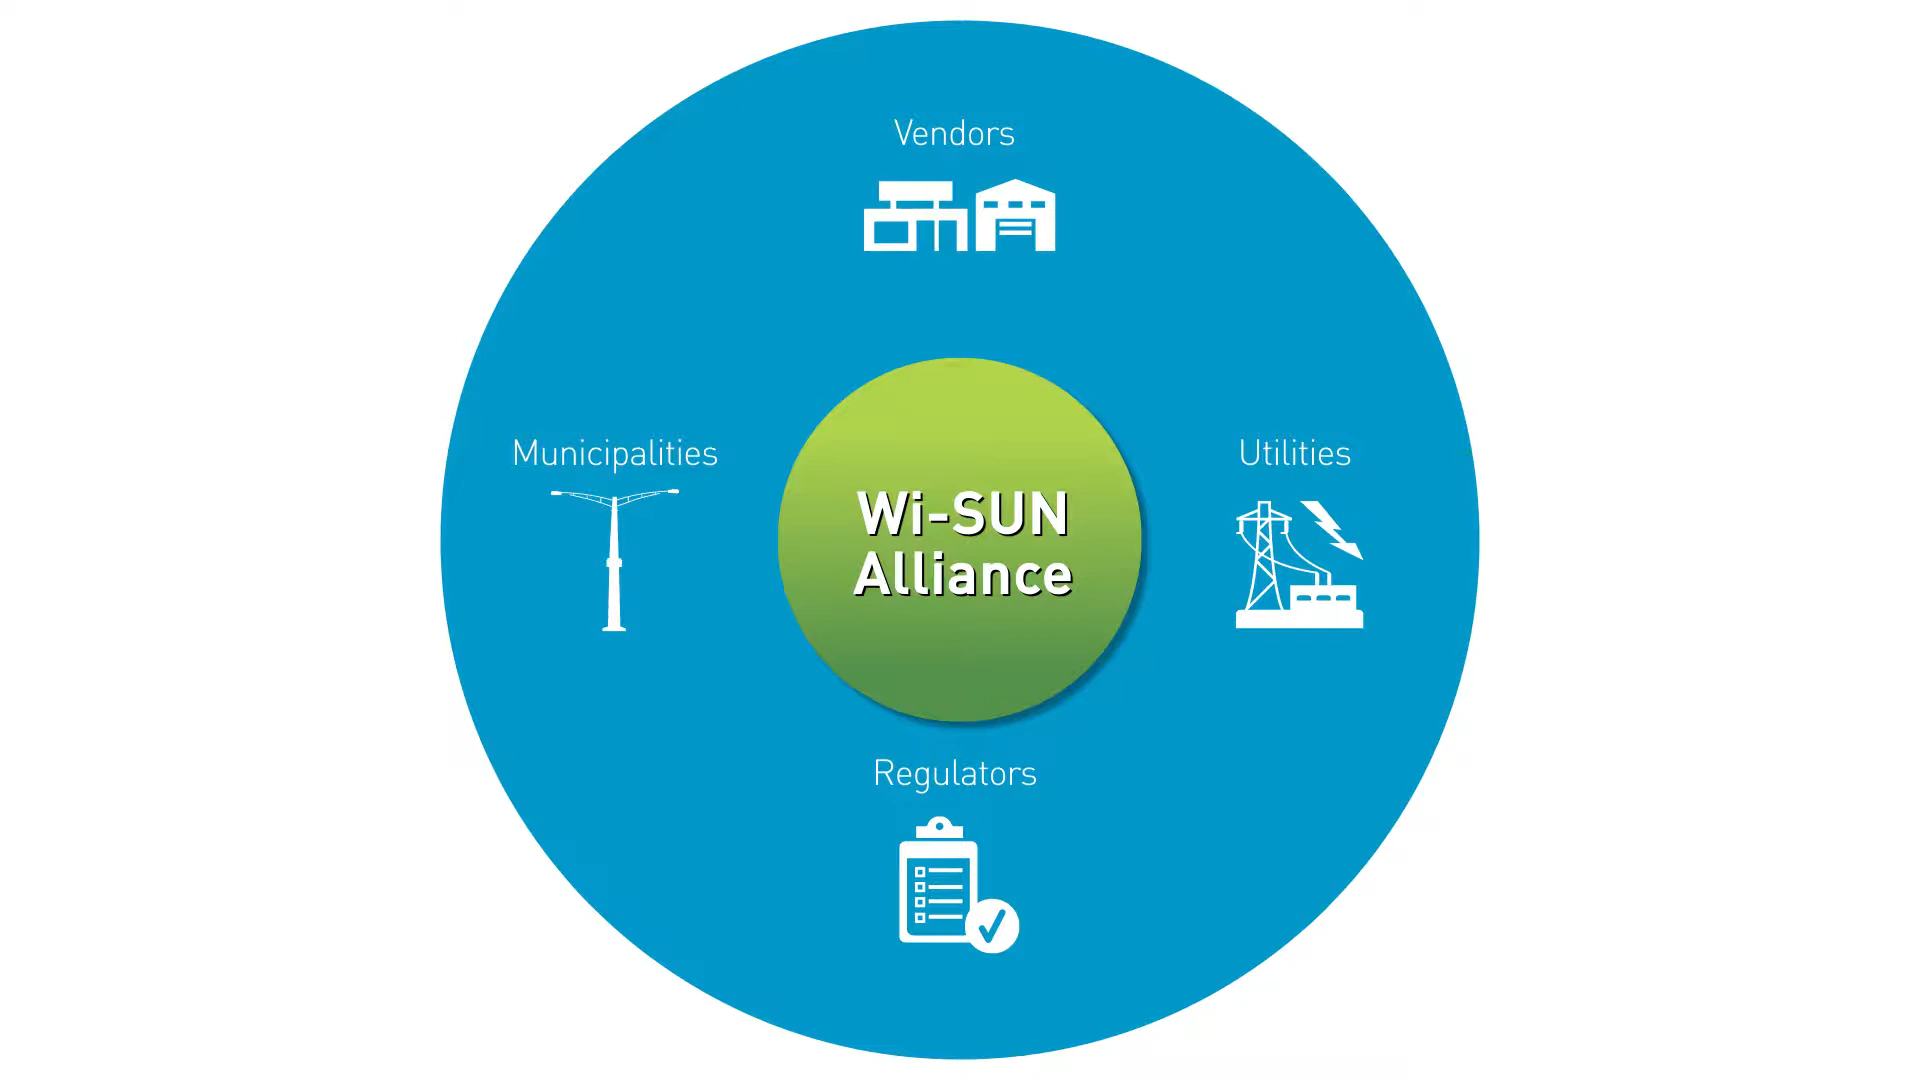 Vendors
Municipalities
Utilities
Wi-SUN
Alliance
Regulators